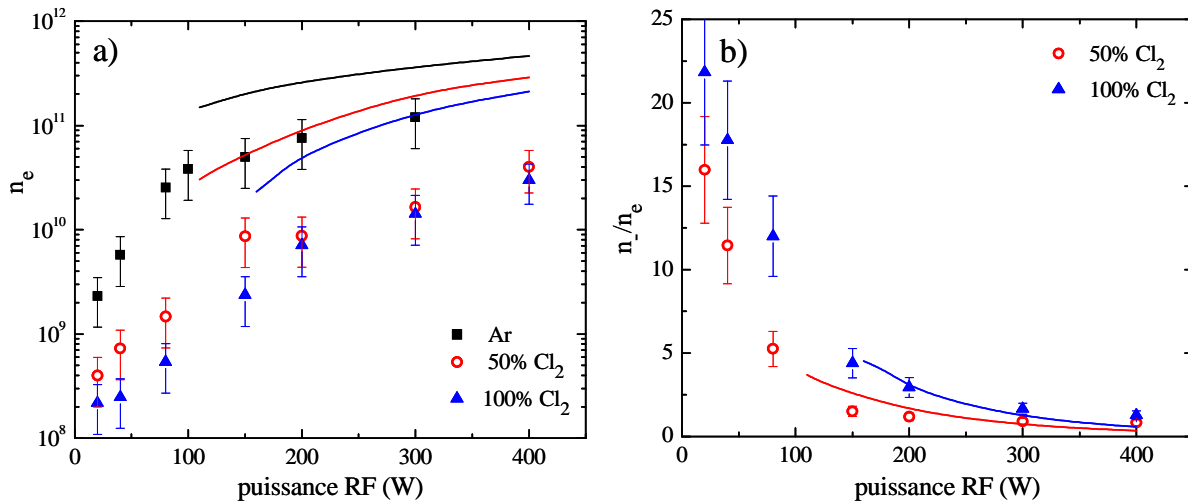 a)
10^12
10^11
10^10
10^9
10^8
n_e
Ar
50% Cl_2
100% Cl_2
0 100 200 300 400
puissance RF (W)
b)
25
20
15
10
5
0
n_-/n_e
50% Cl_2
100% Cl_2
0 100 200 300 400
puissance RF (W)